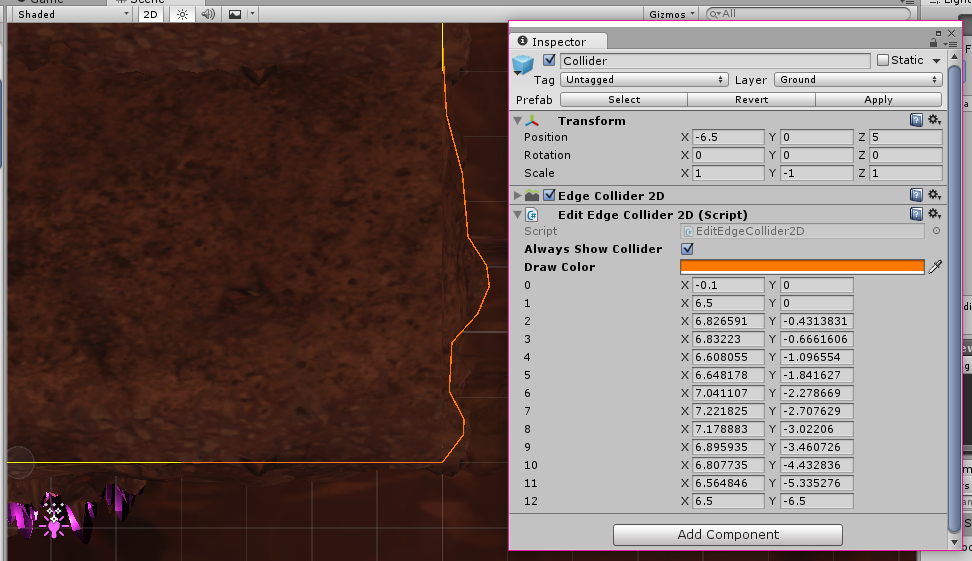 Game
Scene
Shaded
2D
Gizmos
All
Inspector
Collider
Static
Tag Untagged Layer Ground
Prefab Select Revert Apply
Transform
Position X -6.5 Y 0 Z 5
Rotation X 0 Y 0 Z 0
Scale X 1 Y -1 Z 1
Edge Collider 2D
Edit Edge Collider 2D (Script)
Script EditEdgeCollider2D
Always Show Collider
Draw Color
0 X -0.1 Y 0
1 X 6.5 Y 0
2 X 6.826591 Y -0.4313831
3 X 6.83223 Y -0.6661606
4 X 6.608055 Y -1.096554
5 X 6.648178 Y -1.841627
6 X 7.041107 Y -2.278669
7 X 7.221825 Y -2.707629
8 X 7.178883 Y -3.02206
9 X 6.895935 Y -3.460726
10 X 6.807735 Y -4.432836
11 X 6.564846 Y -5.335276
12 X 6.5 Y -6.5
Add Component